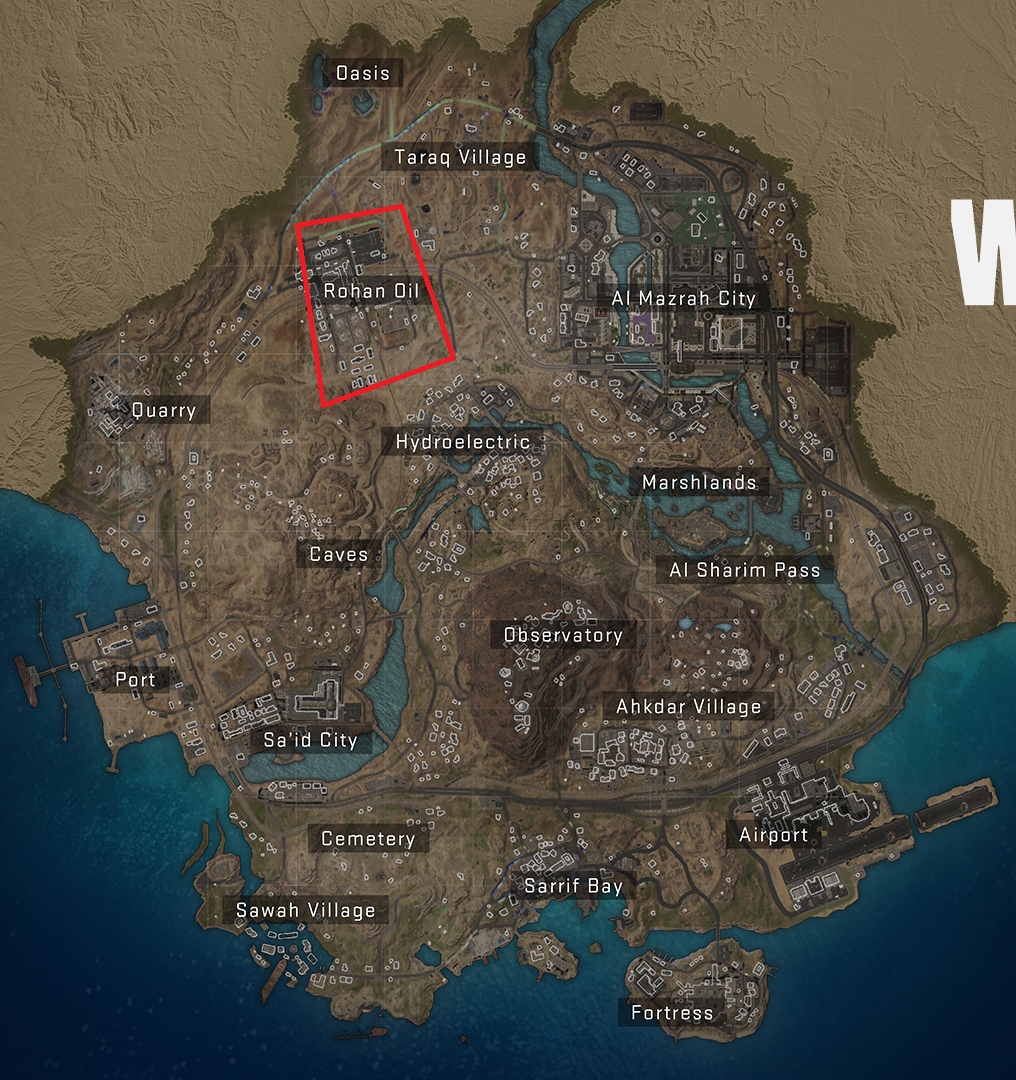 Oasis
Taraq Village
W
Rohan Oil
Al Mazrah City
Quarry
Hydroelectric
Marshlands
Caves
Al Sharim Pass
Observatory
Port
Ahkdar Village
Sa'id City
Airport
Cemetery
Sarrif Bay
Sawah Village
Fortress